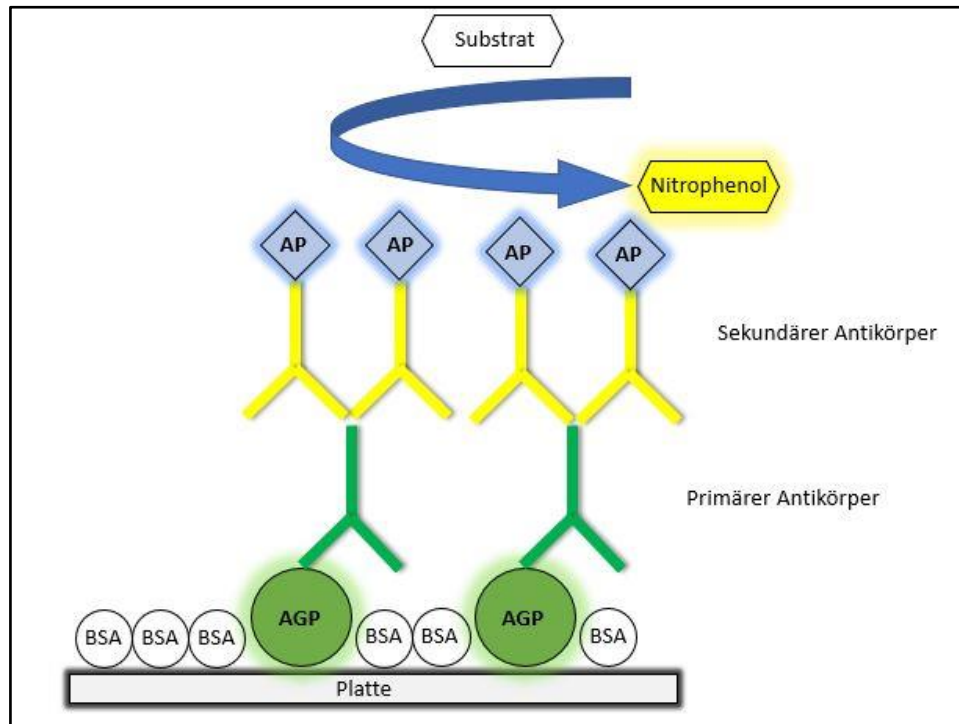 Substrat
Nitrophenol
AP AP AP AP
Sekundärer Antikörper
Primärer Antikörper
AGP AGP
BSA BSA BSA BSA BSA BSA
Platte